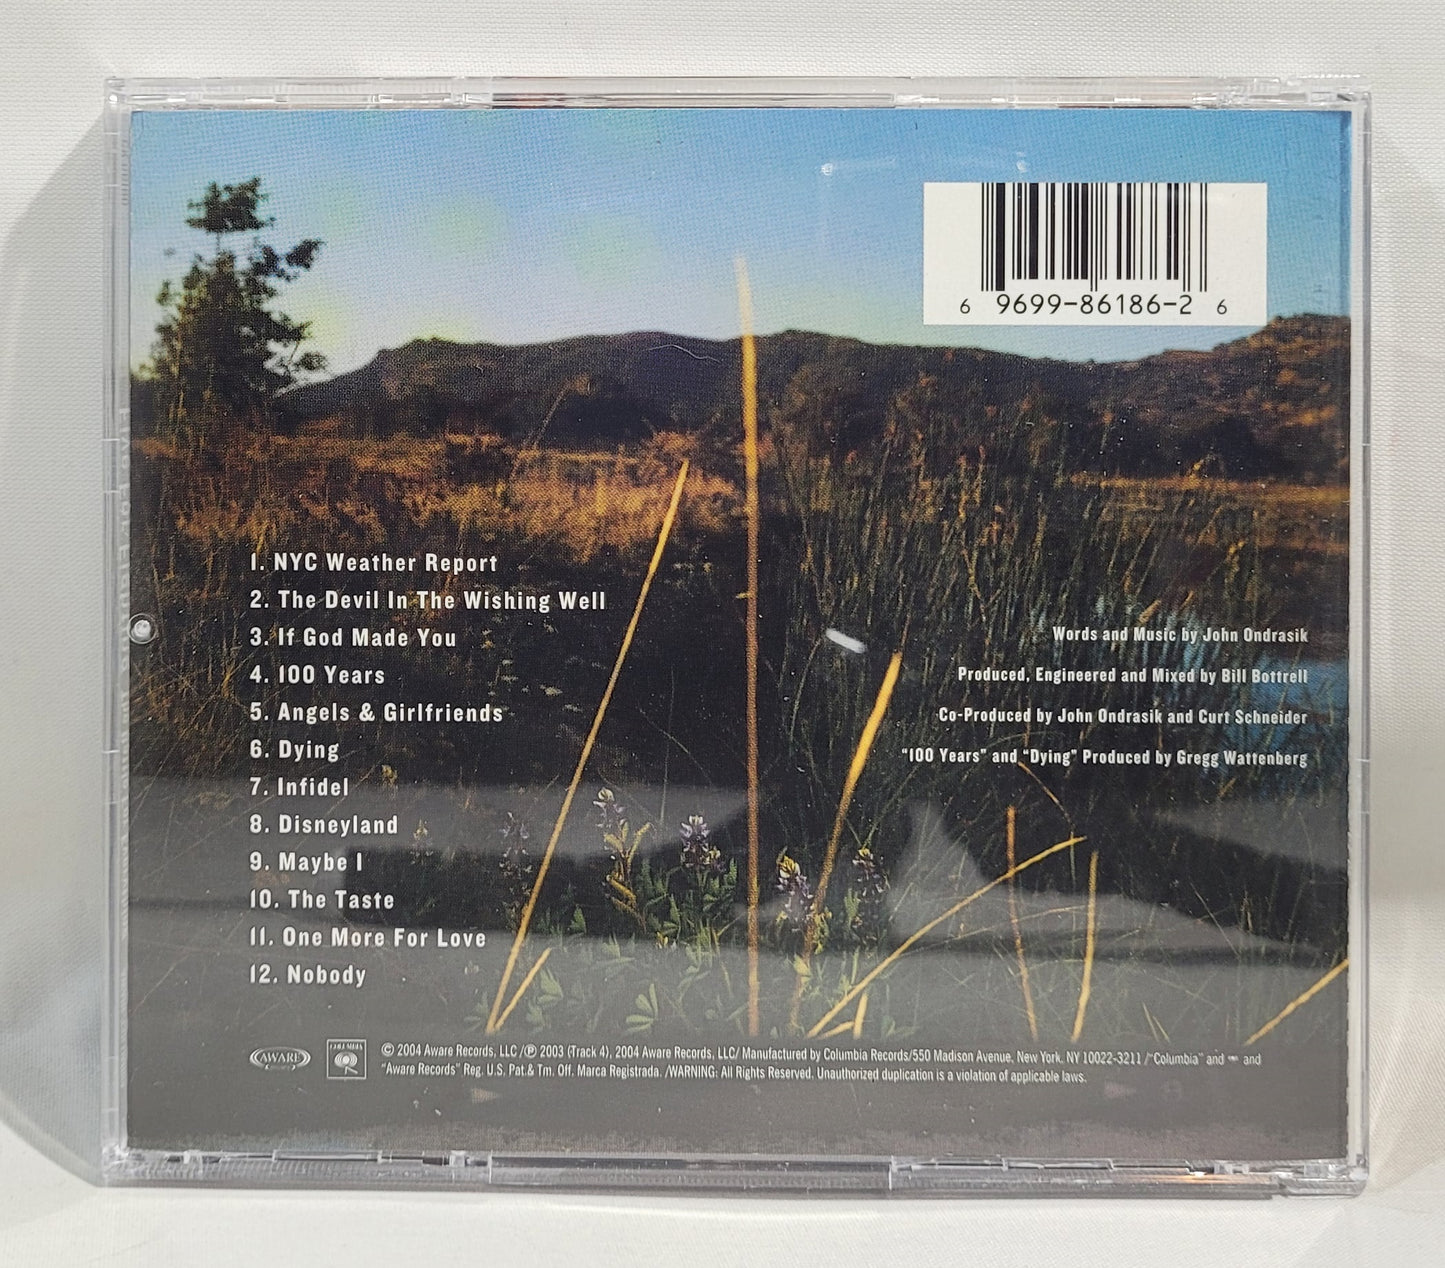 6 9699-86186-2 6
1. NYC Weather Report
2. The Devil In The Wishing Well
3. If God Made You
4. 100 Years
5. Angels & Girlfriends
6. Dying
7. Infidel
8. Disneyland
9. Maybe I
10. The Taste
11. One More For Love
12. Nobody
Words and Music by John Ondrasik
Produced, Engineered and Mixed by Bill Bottrell
Co-Produced by John Ondrasik and Curt Schneider
"100 Years" and "Dying" Produced by Gregg Wattenberg
AWARE
COLUMBIA
© 2004 Aware Records, LLC /℗ 2003 (Track 4), 2004 Aware Records, LLC/ Manufactured by Columbia Records/550 Madison Avenue, New York, NY 10022-3211 /"Columbia" and and
"Aware Records" Reg. U.S. Pat.& Tm. Off. Marca Registrada. /WARNING: All Rights Reserved. Unauthorized duplication is a violation of applicable laws.